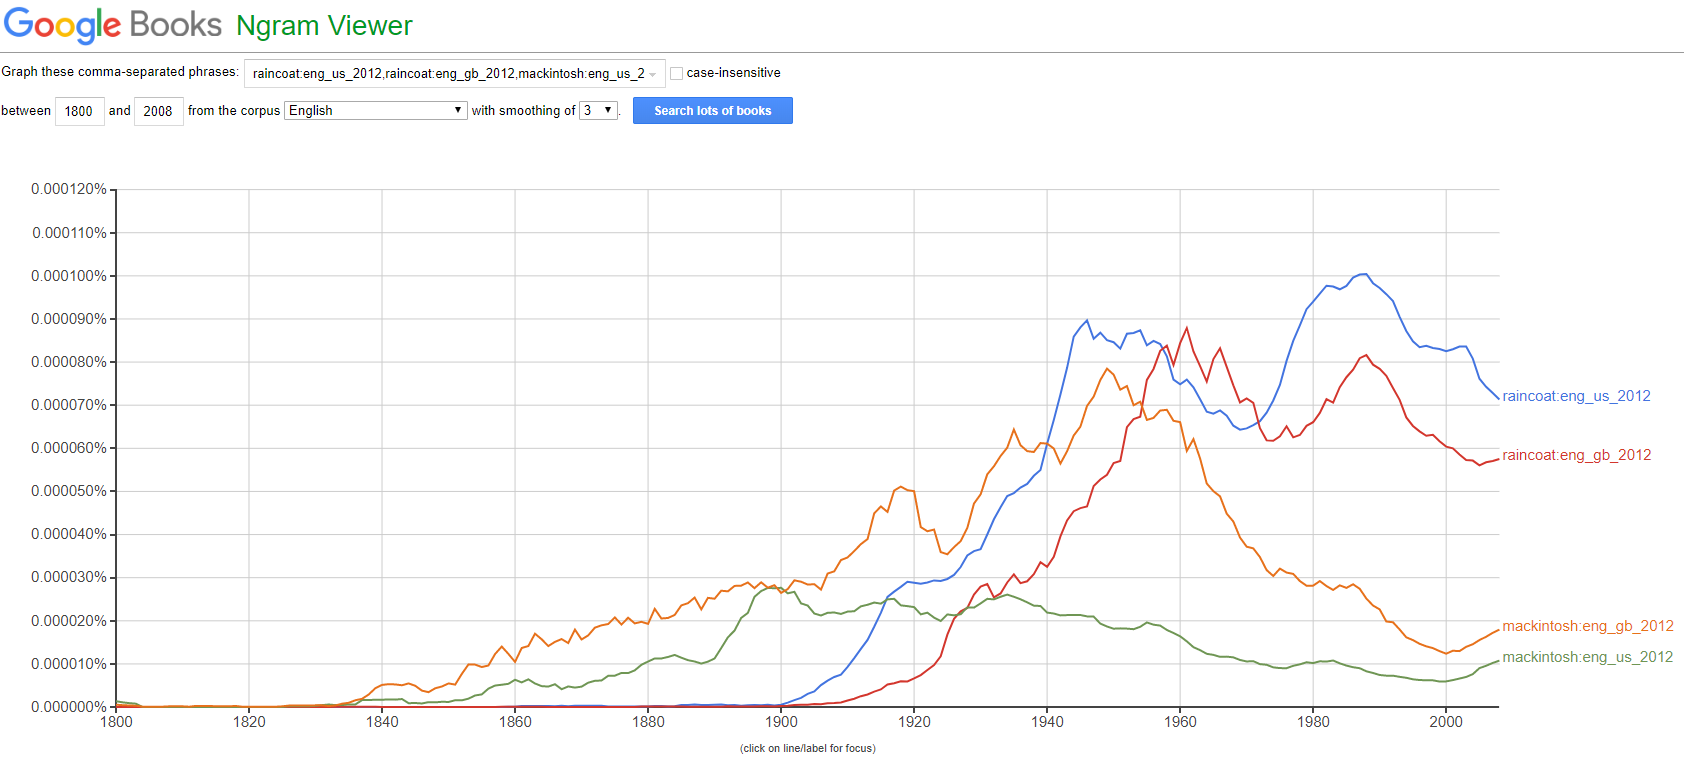 Google Books Ngram Viewer
Graph these comma-separated phrases: raincoat:eng_us_2012,raincoat:eng_gb_2012,mackintosh:eng_us_2 case-insensitive
between 1800 and 2008 from the corpus English with smoothing of 3 . Search lots of books
0.000120%
0.000110%
0.000100%
0.000090%
0.000080%
0.000070%
raincoat:eng_us_2012
0.000060%
raincoat:eng_gb_2012
0.000050%
0.000040%
0.000030%
0.000020%
mackintosh:eng_gb_2012
0.000010%
mackintosh:eng_us_2012
0.000000%
1800 1820 1840 1860 1880 1900 1920 1940 1960 1980 2000
(click on line/label for focus)